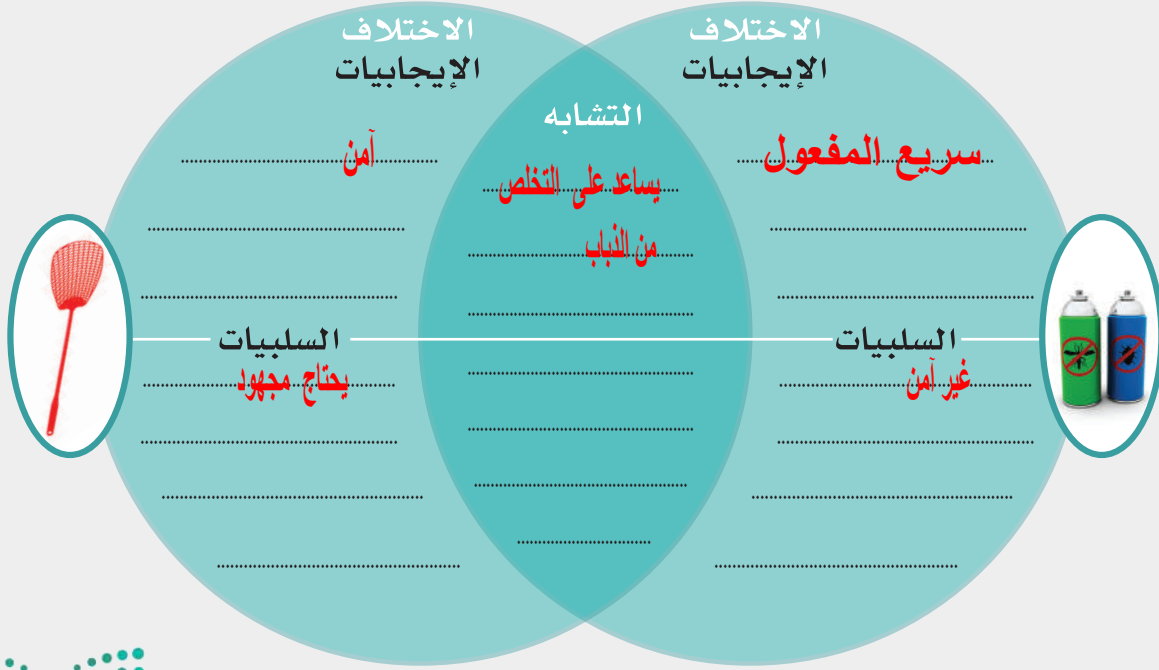 الاختلاف
الإيجابيات
سريع المفعول
السلبيات
غير آمن
التشابه
يساعد على التخلص
من الذباب
الاختلاف
الإيجابيات
آمن
السلبيات
يحتاج مجهود